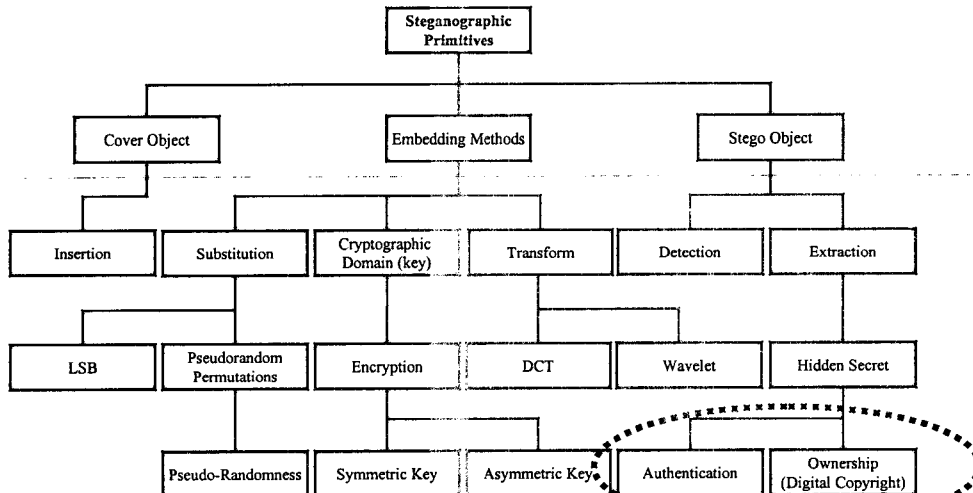 Steganographic
Primitives
Cover Object
Embedding Methods
Stego Object
Insertion
Substitution
Cryptographic
Domain (key)
Transform
Detection
Extraction
LSB
Pseudorandom
Permutations
Encryption
DCT
Wavelet
Hidden Secret
Pseudo-Randomness
Symmetric Key
Asymmetric Key
Authentication
Ownership
(Digital Copyright)